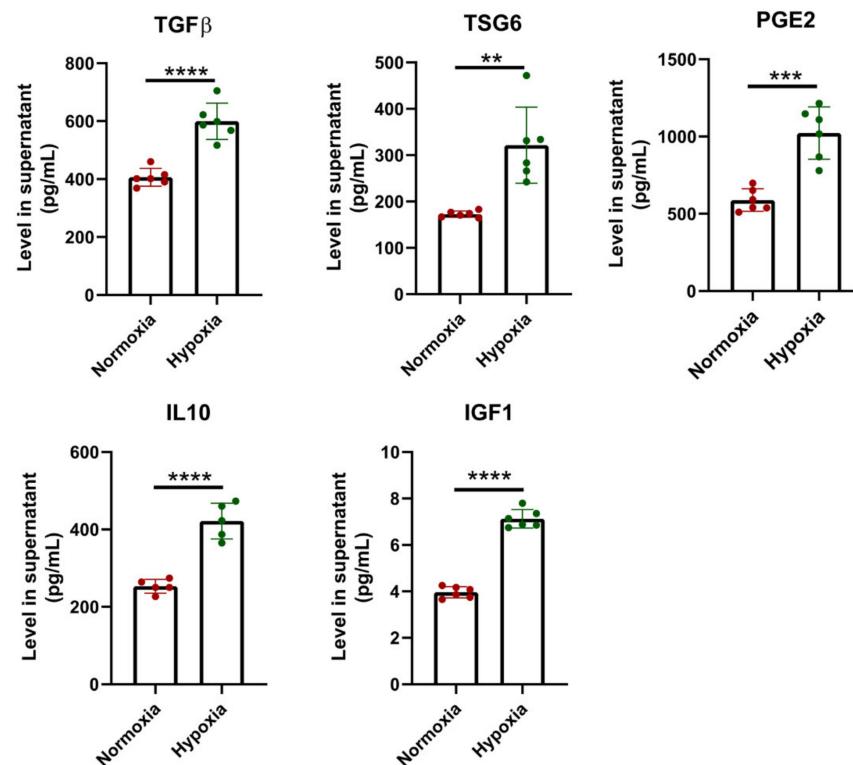 TGFβ
****
Level in supernatant
(pg/mL)
800
600
400
200
0
Normoxia
Hypoxia
TSG6
**
Level in supernatant
(pg/mL)
500
400
300
200
100
0
Normoxia
Hypoxia
PGE2
***
Level in supernatant
(pg/mL)
1500
1000
500
0
Normoxia
Hypoxia
IL10
****
Level in supernatant
(pg/mL)
600
400
200
0
Normoxia
Hypoxia
IGF1
****
Level in supernatant
(pg/mL)
10
8
6
4
2
0
Normoxia
Hypoxia